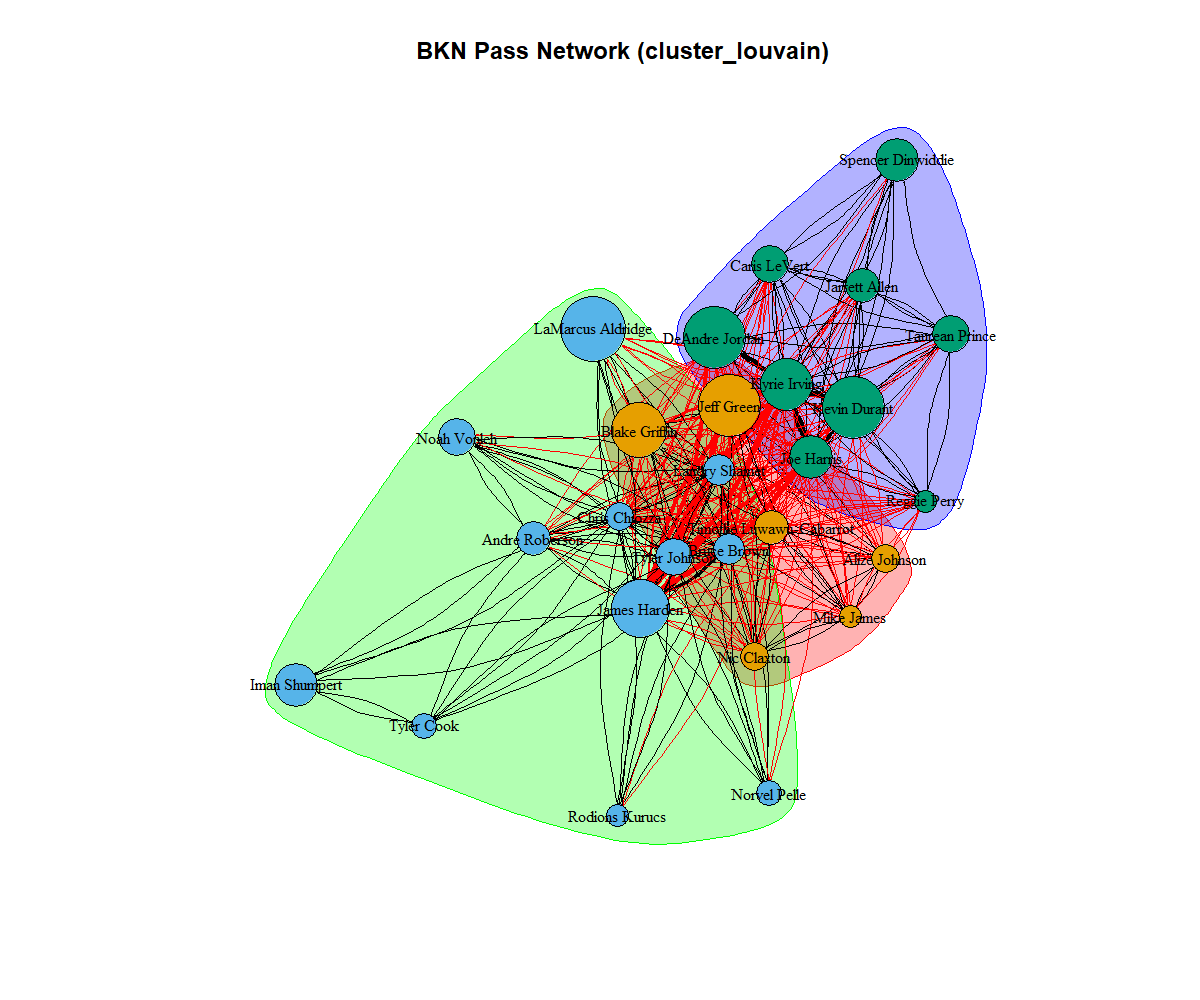 BKN Pass Network (cluster_louvain)
Spencer Dinwiddie
Caris LeVert
Jarrett Allen
LaMarcus Aldridge
Taurean Prince
DeAndre Jordan
Kyrie Irving
Jeff Green
Kevin Durant
Blake Griffin
Noah Vonleh
Joe Harris
Landry Shamet
Reggie Perry
Chris Chiozza
Timothe Luwawu-Cabarrot
Andre Roberson
Bruce Brown
Tyler Johnson
Alize Johnson
James Harden
Mike James
Nic Claxton
Iman Shumpert
Tyler Cook
Norvel Pelle
Rodions Kurucs